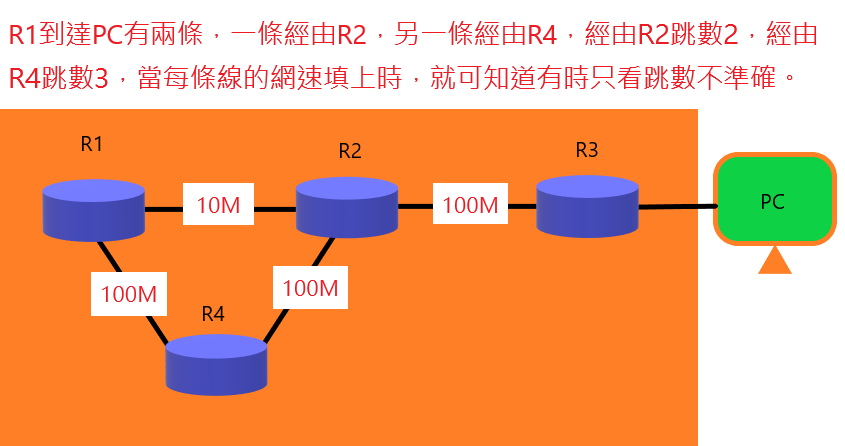 R1到達PC有兩條，一條經由R2，另一條經由R4，經由R2跳數2，經由
R4跳數3，當每條線的網速填上時，就可知道有時只看跳數不準確。
R1
R2
R3
10M
100M
PC
100M
100M
R4